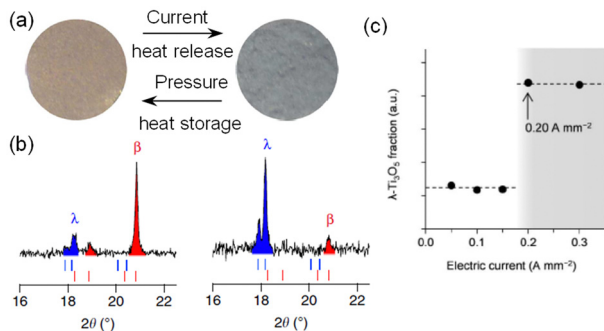 (a)
Current
heat release
Pressure
heat storage
(b)
λ
β
16 18 20 22
2θ (°)
λ
β
16 18 20 22
2θ (°)
(c)
λ-Ti₃O₅ fraction (a.u.)
0.20 A mm⁻²
0.0 0.1 0.2 0.3
Electric current (A mm⁻²)